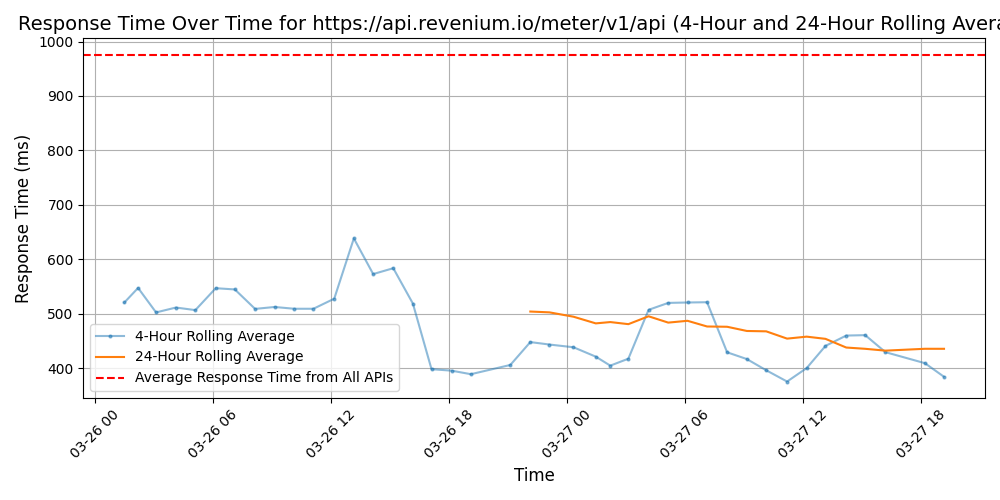 Response Time Over Time for https://api.revenium.io/meter/v1/api (4-Hour and 24-Hour Rolling Avera
Response Time (ms)
1000
900
800
700
600
500
400
4-Hour Rolling Average
24-Hour Rolling Average
Average Response Time from All APIs
03-26 00
03-26 06
03-26 12
03-26 18
03-27 00
03-27 06
03-27 12
03-27 18
Time